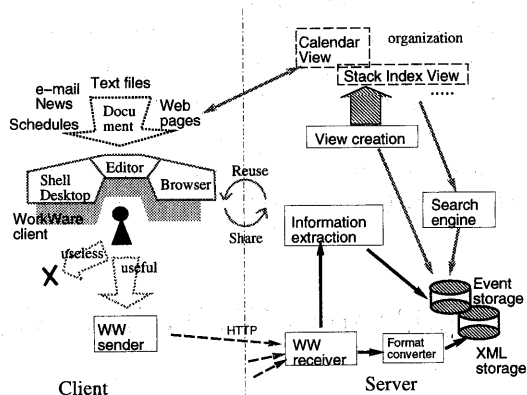 Calendar
View
organization
Stack Index View
.....
View creation
Text files
e-mail
News
Schedules
Docu
ment
Web
pages
Editor
Shell
Desktop
Browser
WorkWare
client
Reuse
Share
useless
useful
X
Information
extraction
Search
engine
Event
storage
WW
sender
HTTP
WW
receiver
Format
converter
XML
storage
Client
Server